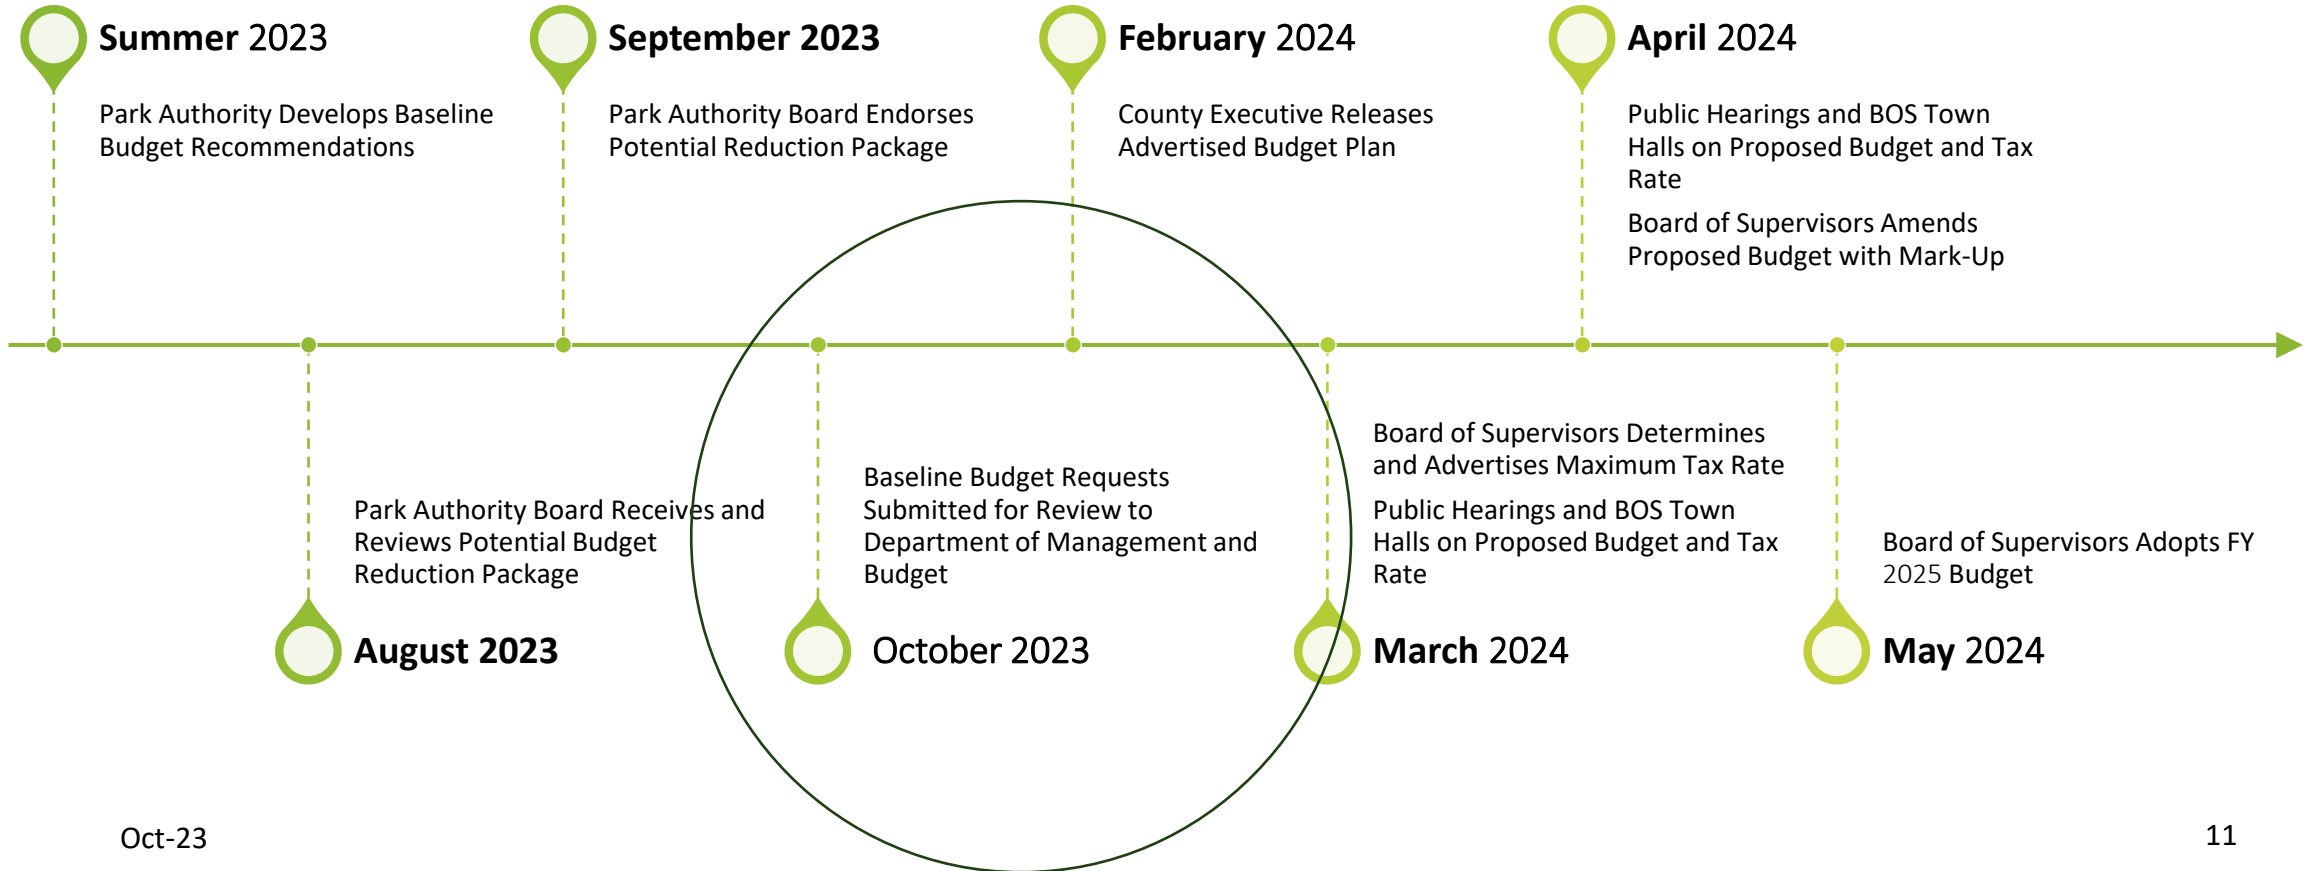 Summer 2023
Park Authority Develops Baseline
Budget Recommendations
September 2023
Park Authority Board Endorses
Potential Reduction Package
February 2024
County Executive Releases
Advertised Budget Plan
April 2024
Public Hearings and BOS Town
Halls on Proposed Budget and Tax
Rate
Board of Supervisors Amends
Proposed Budget with Mark-Up
Park Authority Board Receives and
Reviews Potential Budget
Reduction Package
August 2023
Baseline Budget Requests
Submitted for Review to
Department of Management and
Budget
October 2023
Board of Supervisors Determines
and Advertises Maximum Tax Rate
Public Hearings and BOS Town
Halls on Proposed Budget and Tax
Rate
March 2024
Board of Supervisors Adopts FY
2025 Budget
May 2024
Oct-23
11